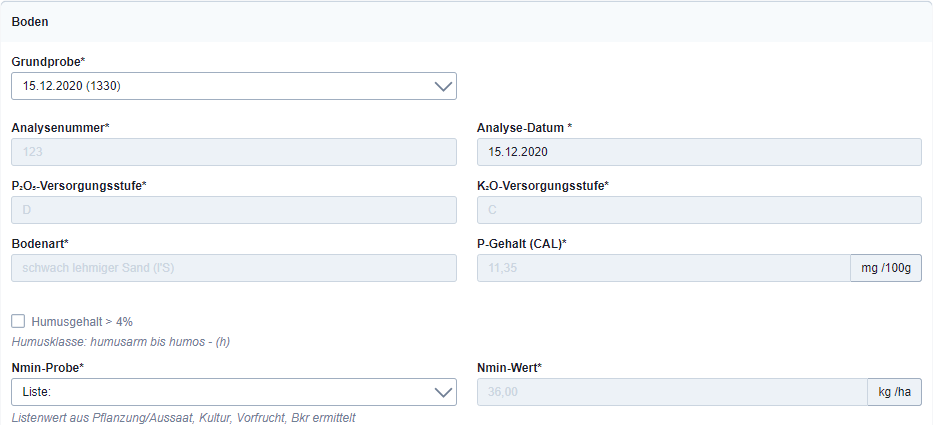 Boden
Grundprobe*
15.12.2020 (1330)
Analysenummer*
Analyse-Datum *
123
15.12.2020
P₂O₅-Versorgungsstufe*
K₂O-Versorgungsstufe*
D
C
Bodenart*
P-Gehalt (CAL)*
schwach lehmiger Sand (l'S)
11,35
mg /100g
Humusgehalt > 4%
Humusklasse: humusarm bis humos - (h)
Nmin-Probe*
Nmin-Wert*
Liste:
36,00
kg /ha
Listenwert aus Pflanzung/Aussaat, Kultur, Vorfrucht, Bkr ermittelt